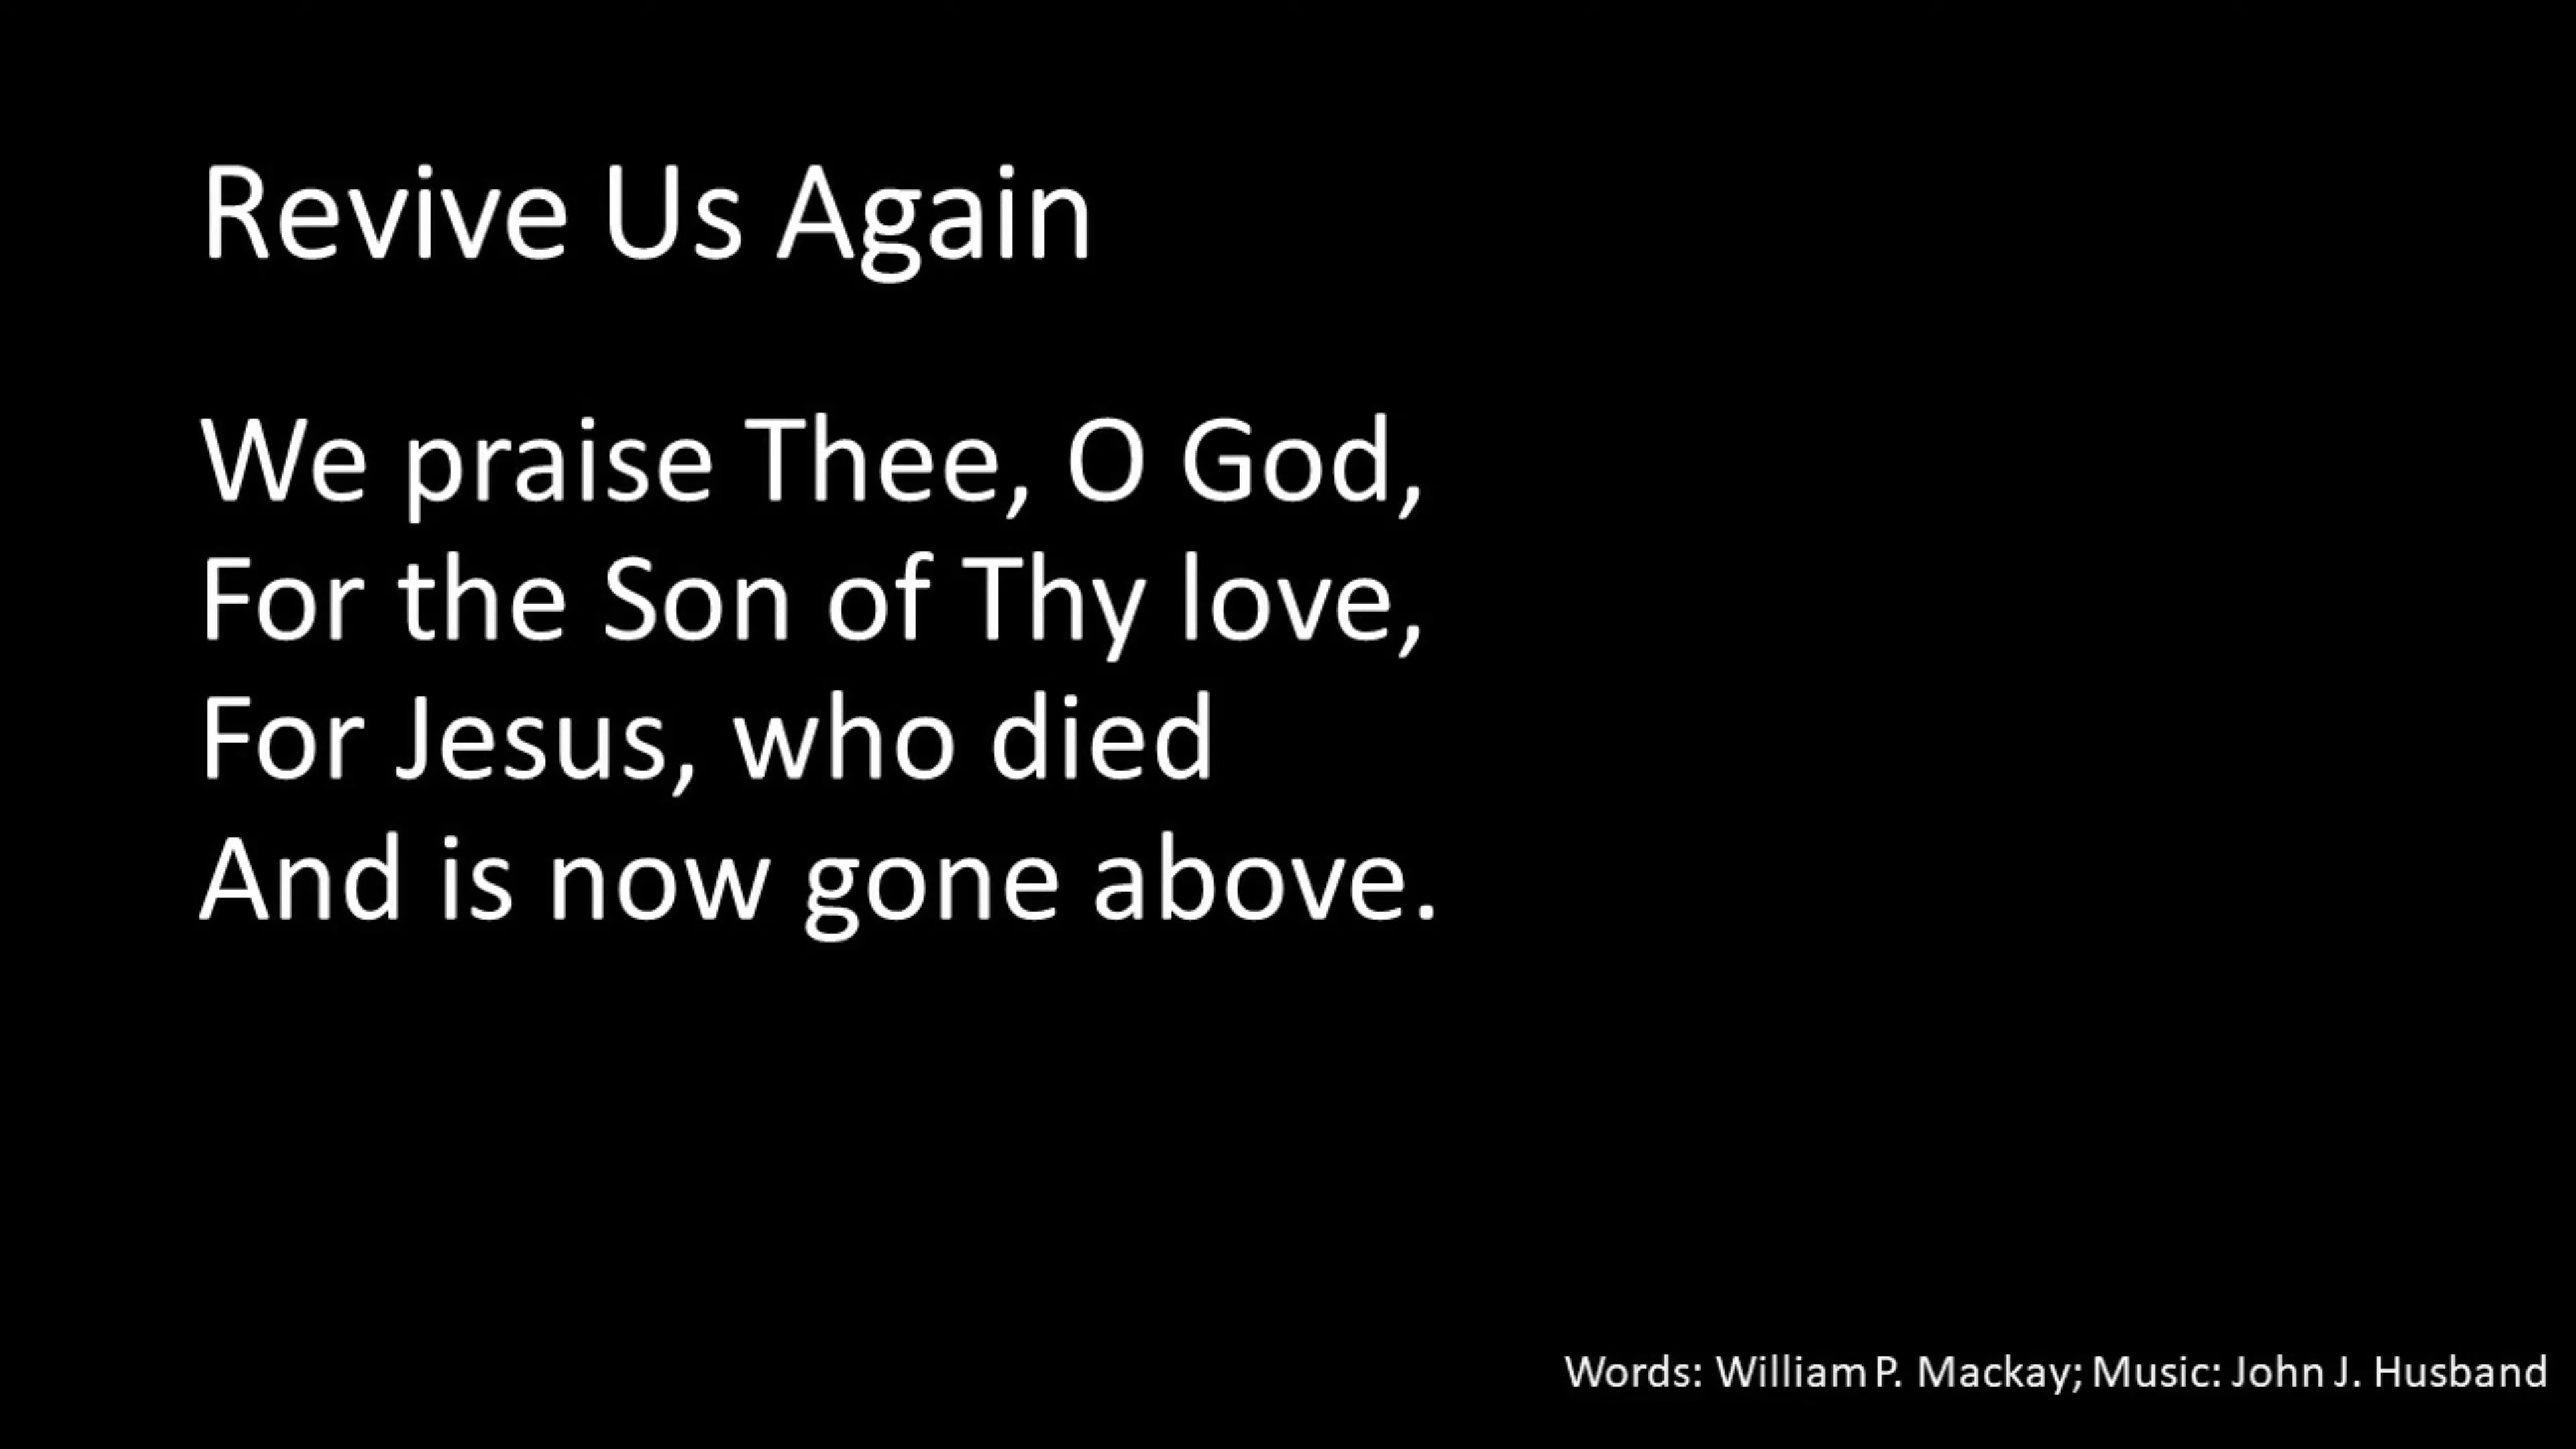 Revive Us Again
We praise Thee, O God,
For the Son of Thy love,
For Jesus, who died
And is now gone above.
Words: William P. Mackay; Music: John J. Husband